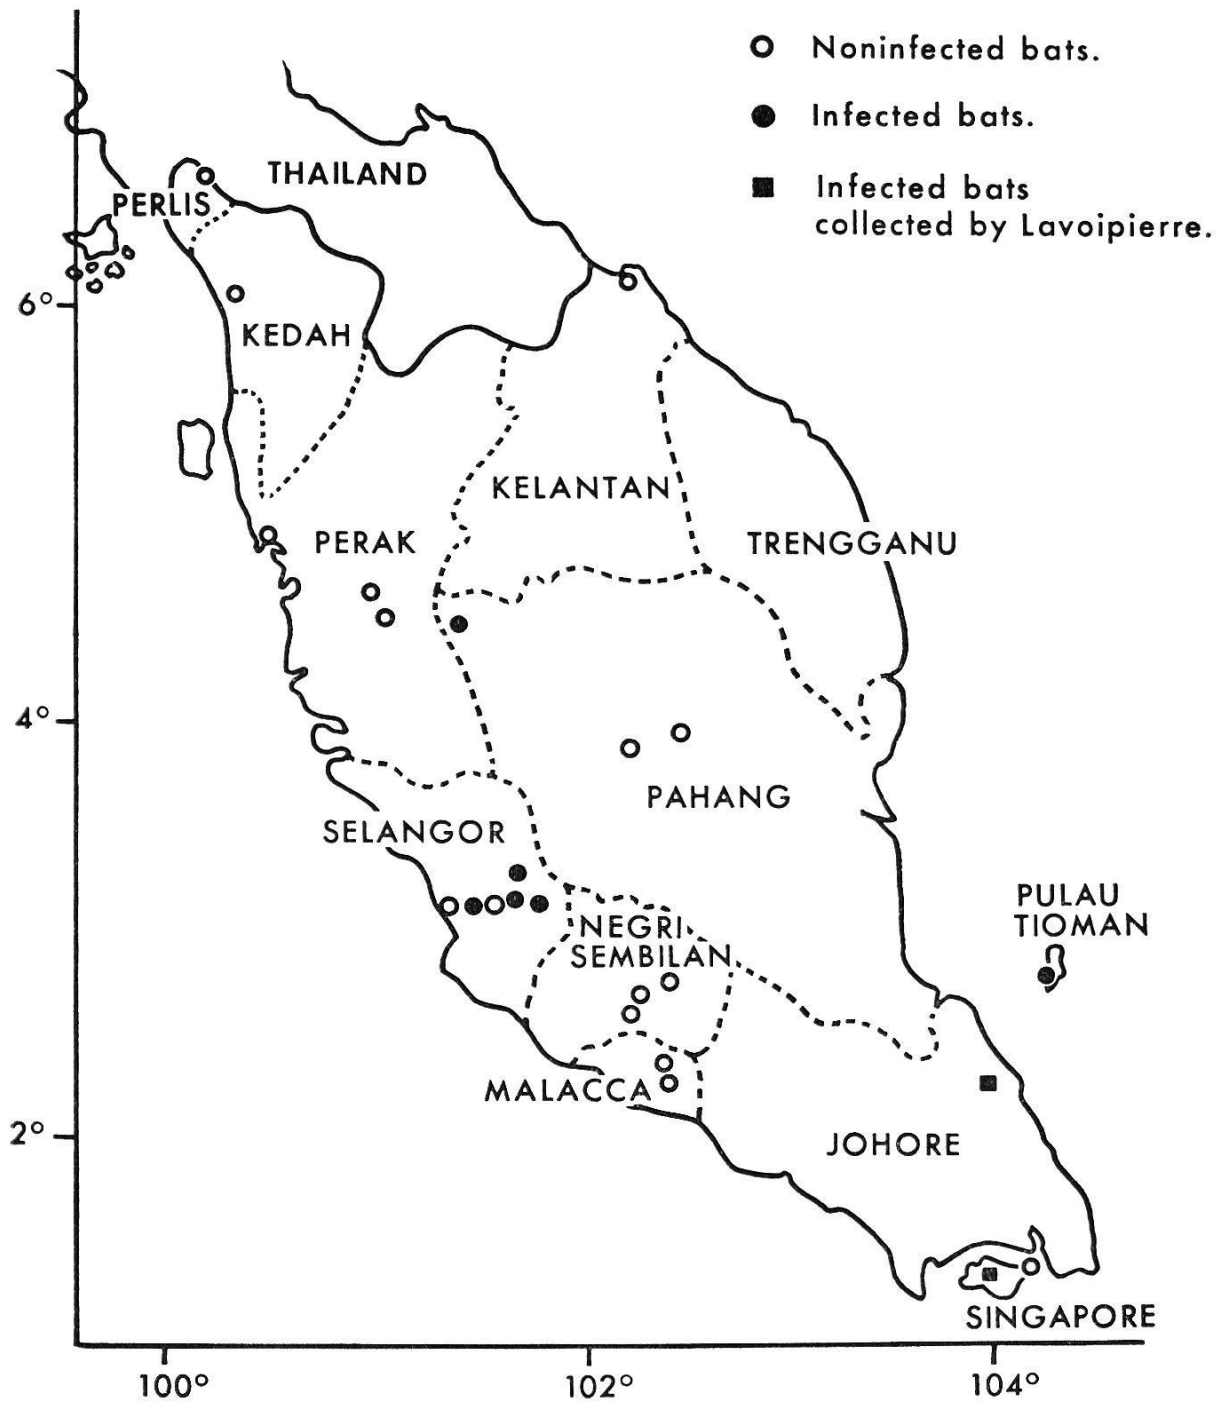 Noninfected bats.
Infected bats.
Infected bats
collected by Lavoipierre.
THAILAND
PERLIS
6°
KEDAH
KELANTAN
PERAK
TRENGGANU
4°
PAHANG
SELANGOR
PULAU
TIOMAN
NEGRI
SEMBILAN
MALACCA
2°
JOHORE
SINGAPORE
100°
102°
104°